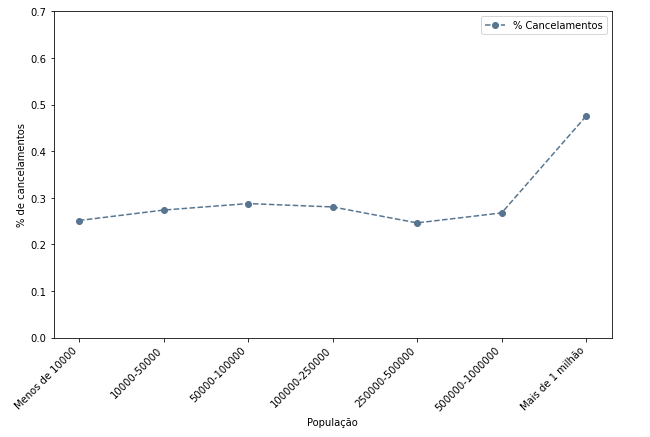 0.7
0.6
0.5
0.4
0.3
0.2
0.1
0.0
% de cancelamentos
% Cancelamentos
Menos de 10000
10000-50000
50000-100000
100000-250000
250000-500000
500000-1000000
Mais de 1 milhão
População